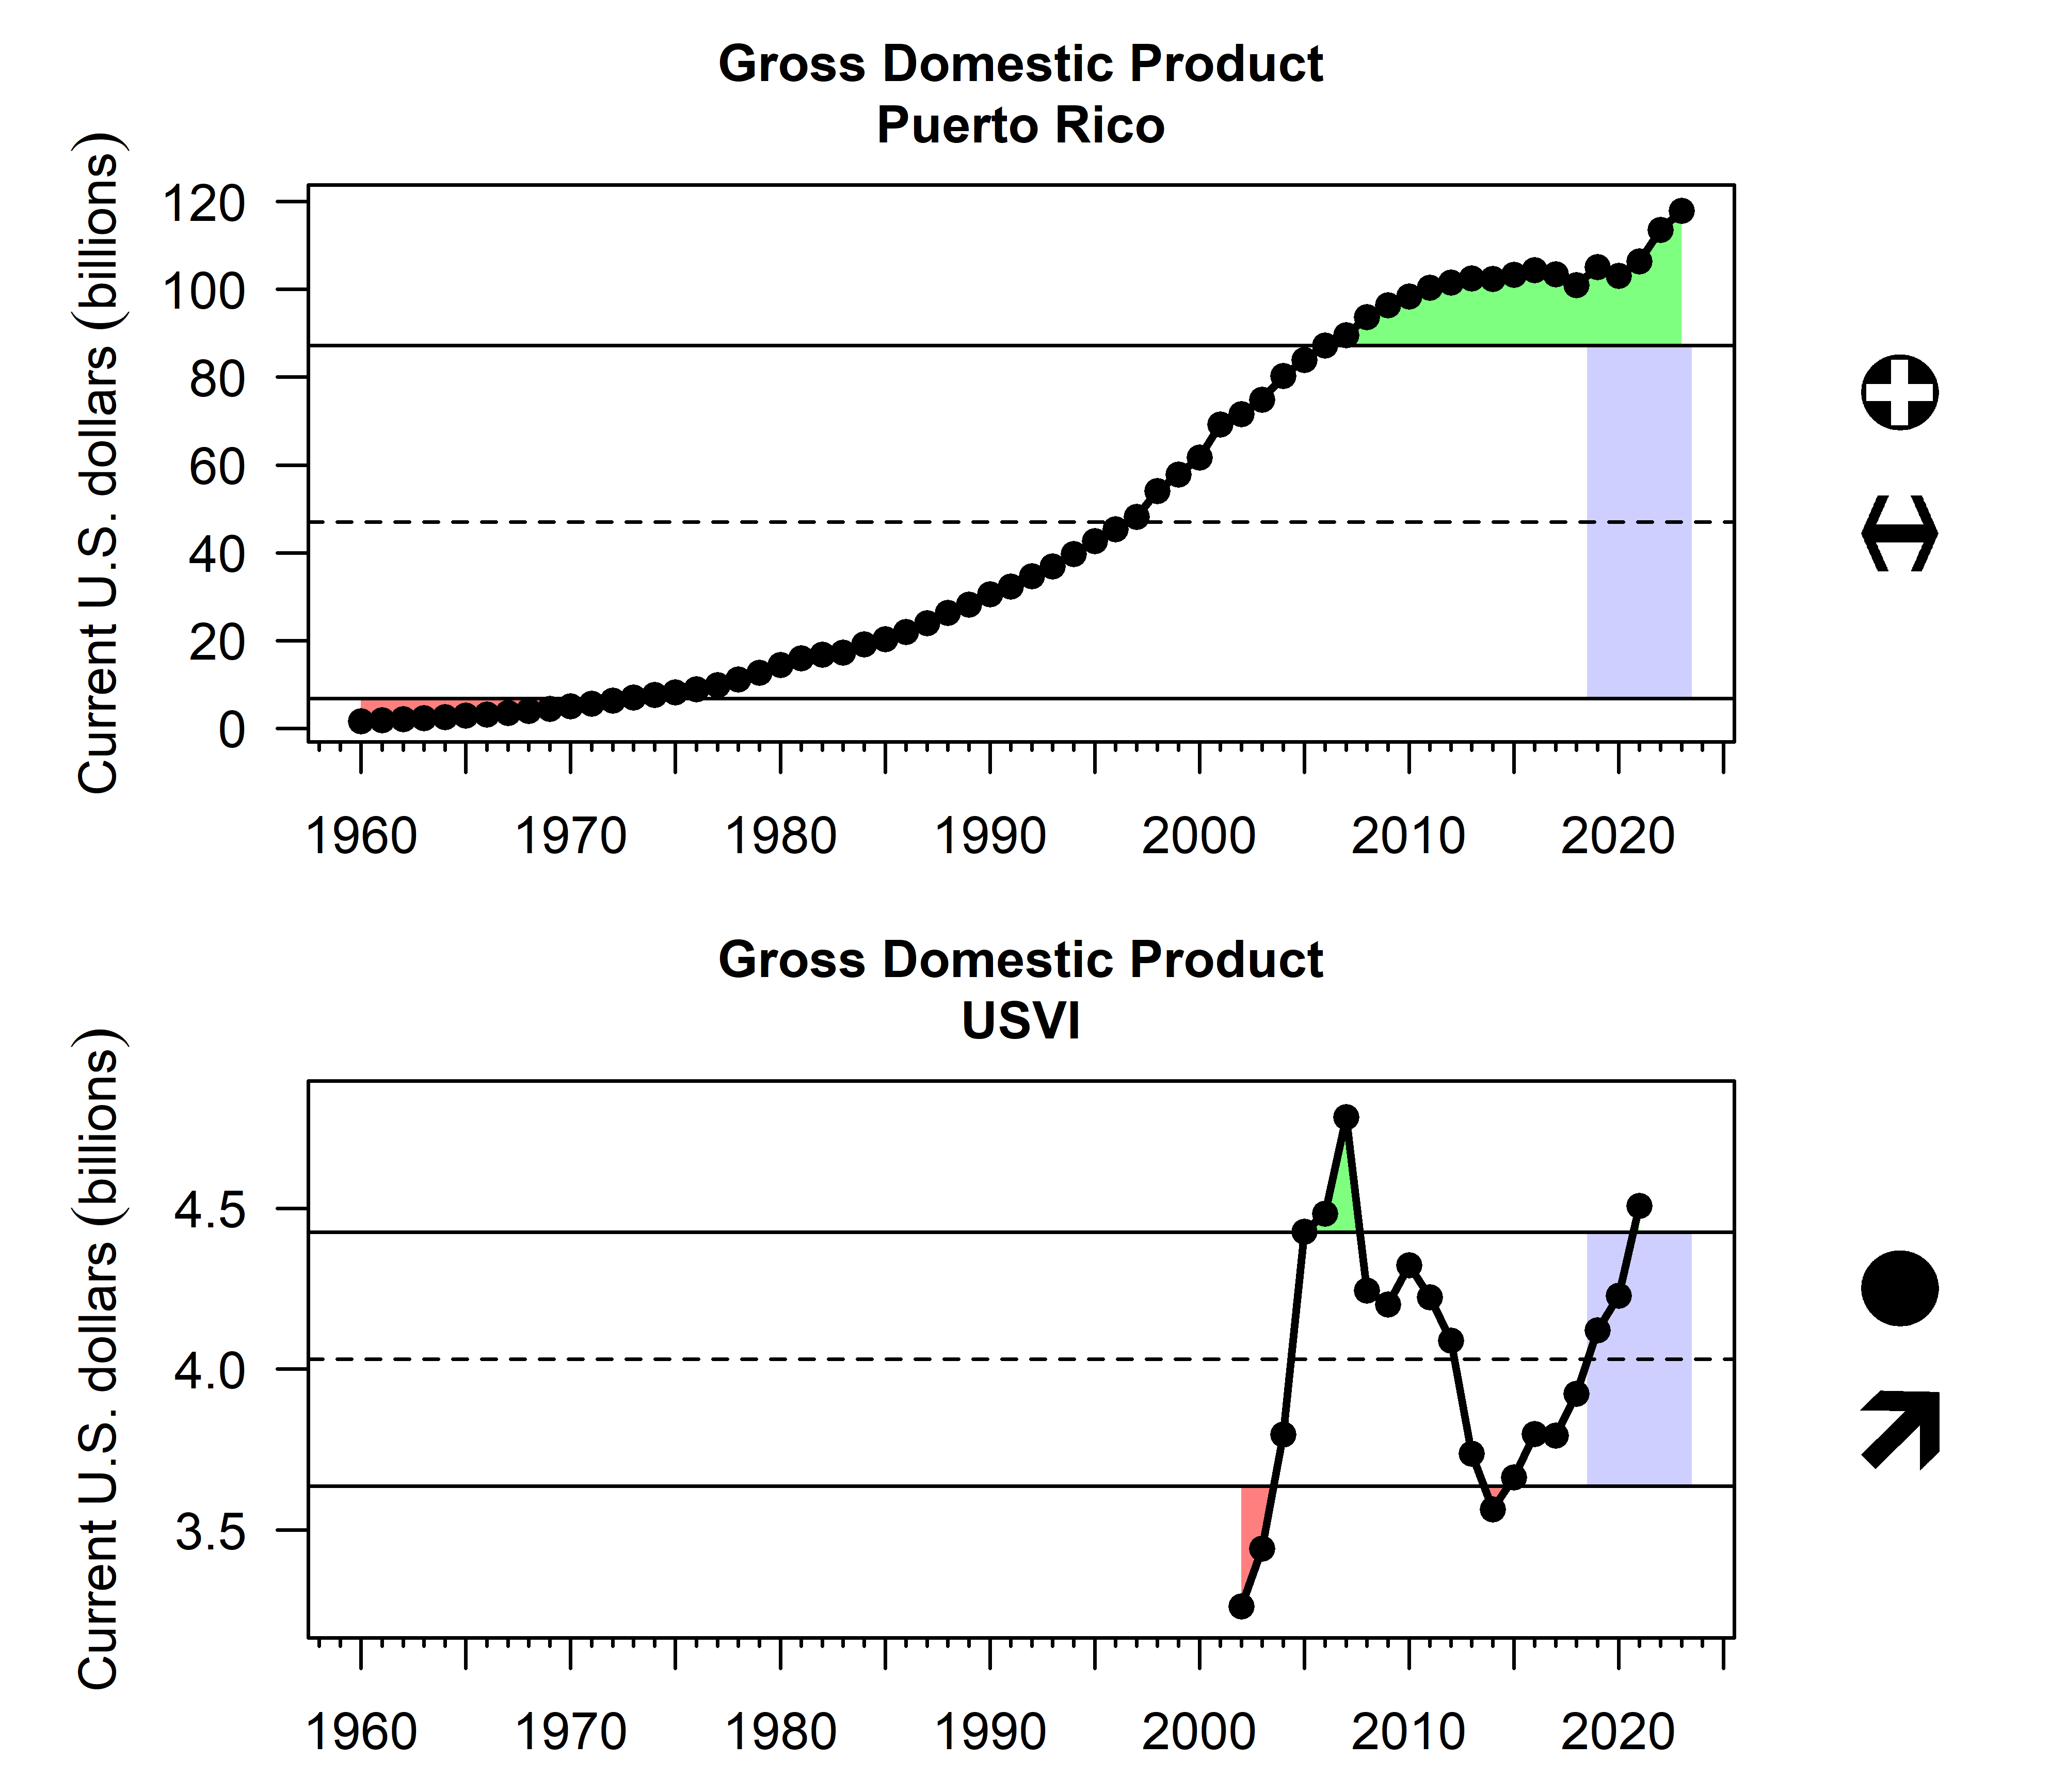 Gross Domestic Product
Puerto Rico
Current U.S. dollars (billions)
120
100
80
60
40
20
0
1960 1970 1980 1990 2000 2010 2020
Gross Domestic Product
USVI
Current U.S. dollars (billions)
4.5
4.0
3.5
1960 1970 1980 1990 2000 2010 2020